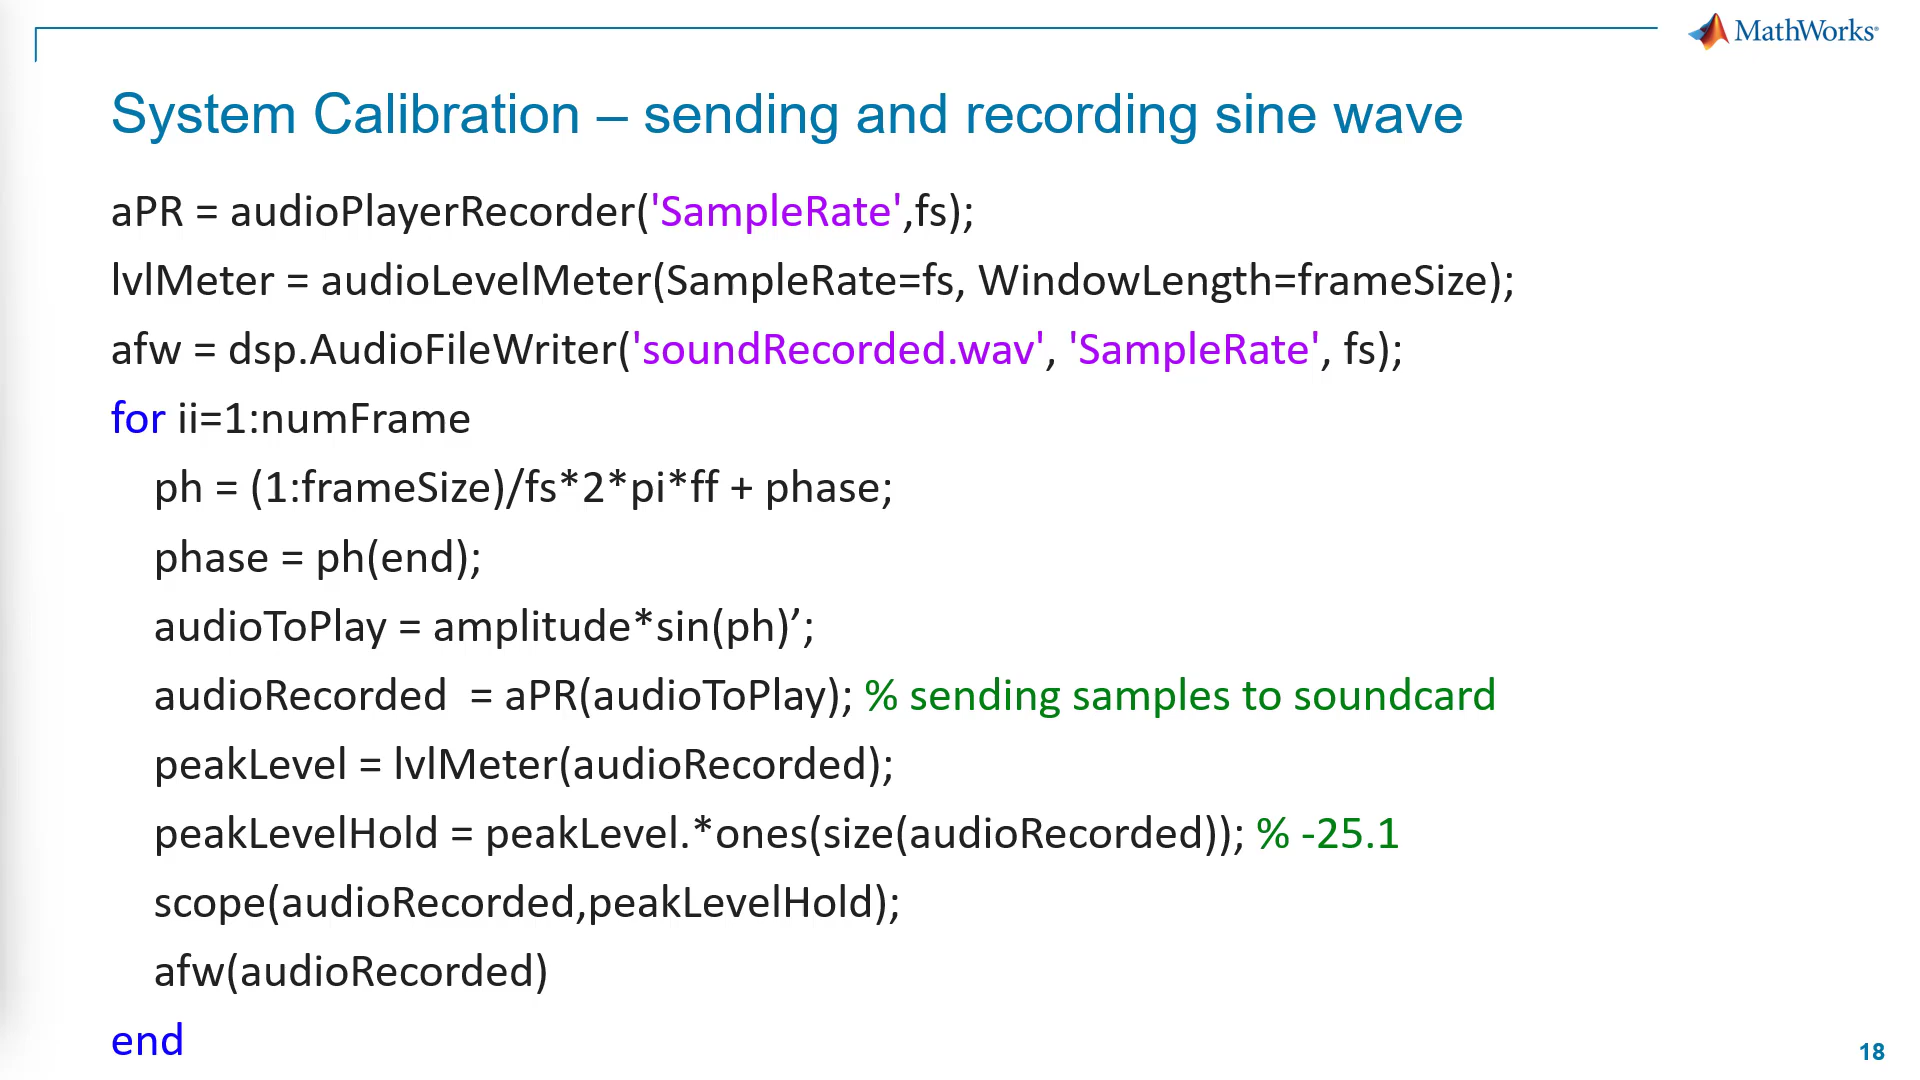 MathWorks®
System Calibration – sending and recording sine wave
aPR = audioPlayerRecorder('SampleRate',fs);
lvlMeter = audioLevelMeter(SampleRate=fs, WindowLength=frameSize);
afw = dsp.AudioFileWriter('soundRecorded.wav', 'SampleRate', fs);
for ii=1:numFrame
ph = (1:frameSize)/fs*2*pi*ff + phase;
phase = ph(end);
audioToPlay = amplitude*sin(ph)’;
audioRecorded  = aPR(audioToPlay); % sending samples to soundcard
peakLevel = lvlMeter(audioRecorded);
peakLevelHold = peakLevel.*ones(size(audioRecorded)); % -25.1
scope(audioRecorded,peakLevelHold);
afw(audioRecorded)
end
18